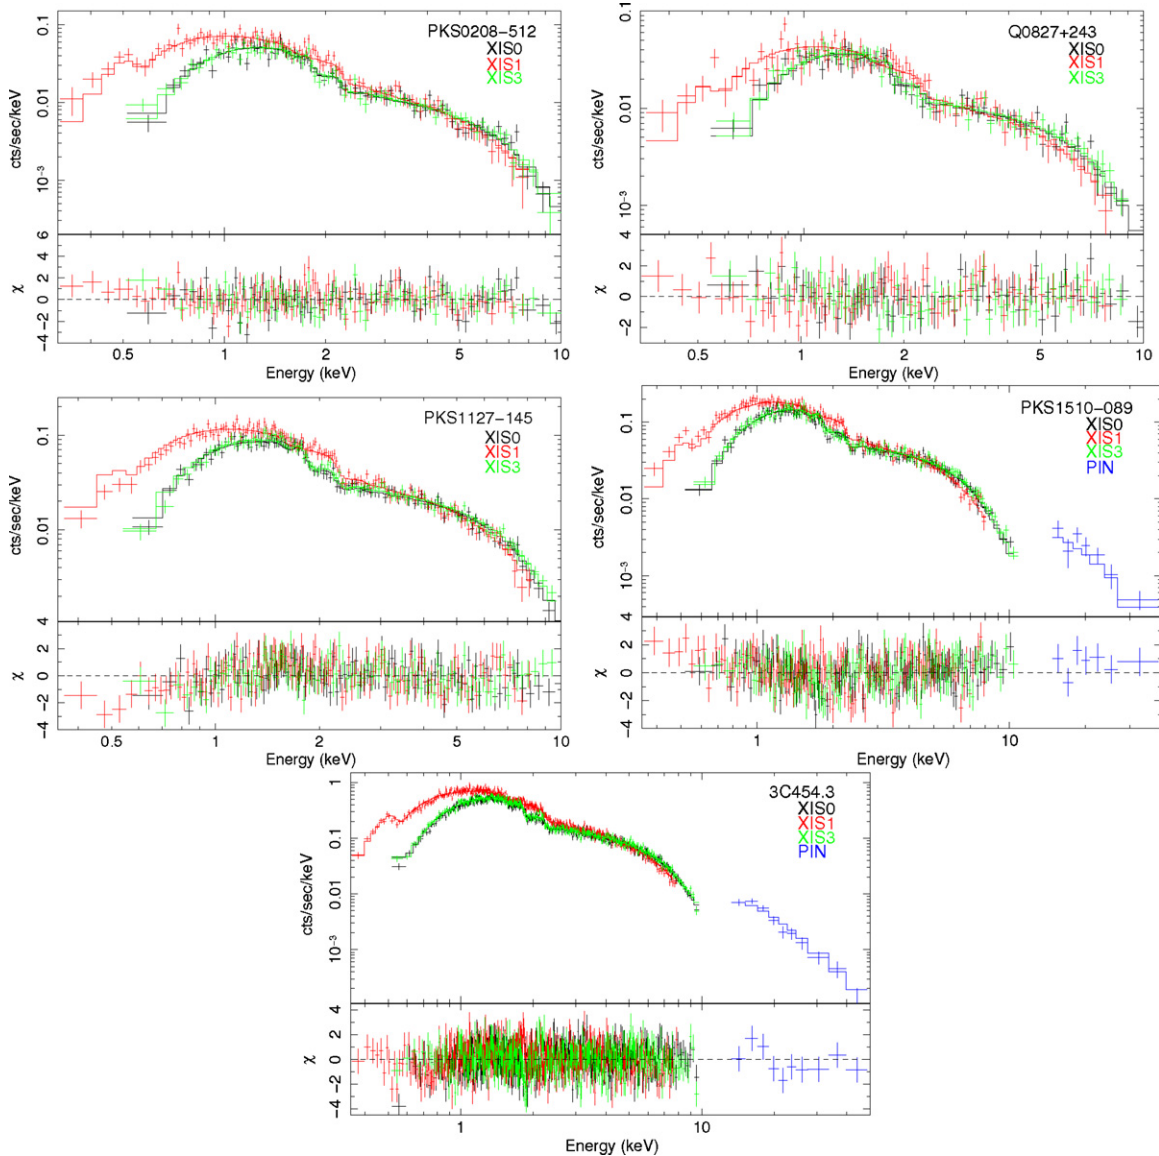 PKS0208−512
XIS0
XIS1
XIS3
cts/sec/keV
0.1
0.01
10⁻³
6
χ
4
2
0
−2
−4
0.5 1 2 5 10
Energy (keV)
Q0827+243
XIS0
XIS1
XIS3
cts/sec/keV
0.1
0.01
10⁻³
4
χ
2
0
−2
0.5 1 2 5 10
Energy (keV)
PKS1127−145
XIS0
XIS1
XIS3
cts/sec/keV
0.1
0.01
4
χ
2
0
−2
−4
0.5 1 2 5 10
Energy (keV)
PKS1510−089
XIS0
XIS1
XIS3
PIN
cts/sec/keV
0.1
0.01
10⁻³
4
χ
2
0
−2
−4
1 10
Energy (keV)
3C454.3
XIS0
XIS1
XIS3
PIN
cts/sec/keV
1
0.1
0.01
10⁻³
χ
4
2
0
−2
−4
1 10
Energy (keV)